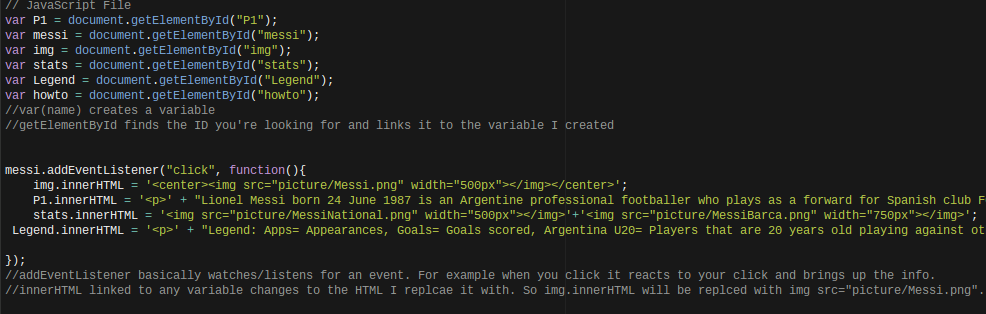 // JavaScript File
var P1 = document.getElementById("P1");
var messi = document.getElementById("messi");
var img = document.getElementById("img");
var stats = document.getElementById("stats");
var Legend = document.getElementById("Legend");
var howto = document.getElementById("howto");
//var(name) creates a variable
//getElementById finds the ID you're looking for and links it to the variable I created
messi.addEventListener("click", function(){
img.innerHTML = '<center><img src="picture/Messi.png" width="500px"></img></center>';
P1.innerHTML = '<p>' + "Lionel Messi born 24 June 1987 is an Argentine professional footballer who plays as a forward for Spanish club F
stats.innerHTML = '<img src="picture/MessiNational.png" width="500px"></img>'+'<img src="picture/MessiBarca.png" width="750px"></img>';
Legend.innerHTML = '<p>' + "Legend: Apps= Appearances, Goals= Goals scored, Argentina U20= Players that are 20 years old playing against ot
});
//addEventListener basically watches/listens for an event. For example when you click it reacts to your click and brings up the info.
//innerHTML linked to any variable changes to the HTML I replcae it with. So img.innerHTML will be replced with img src="picture/Messi.png".